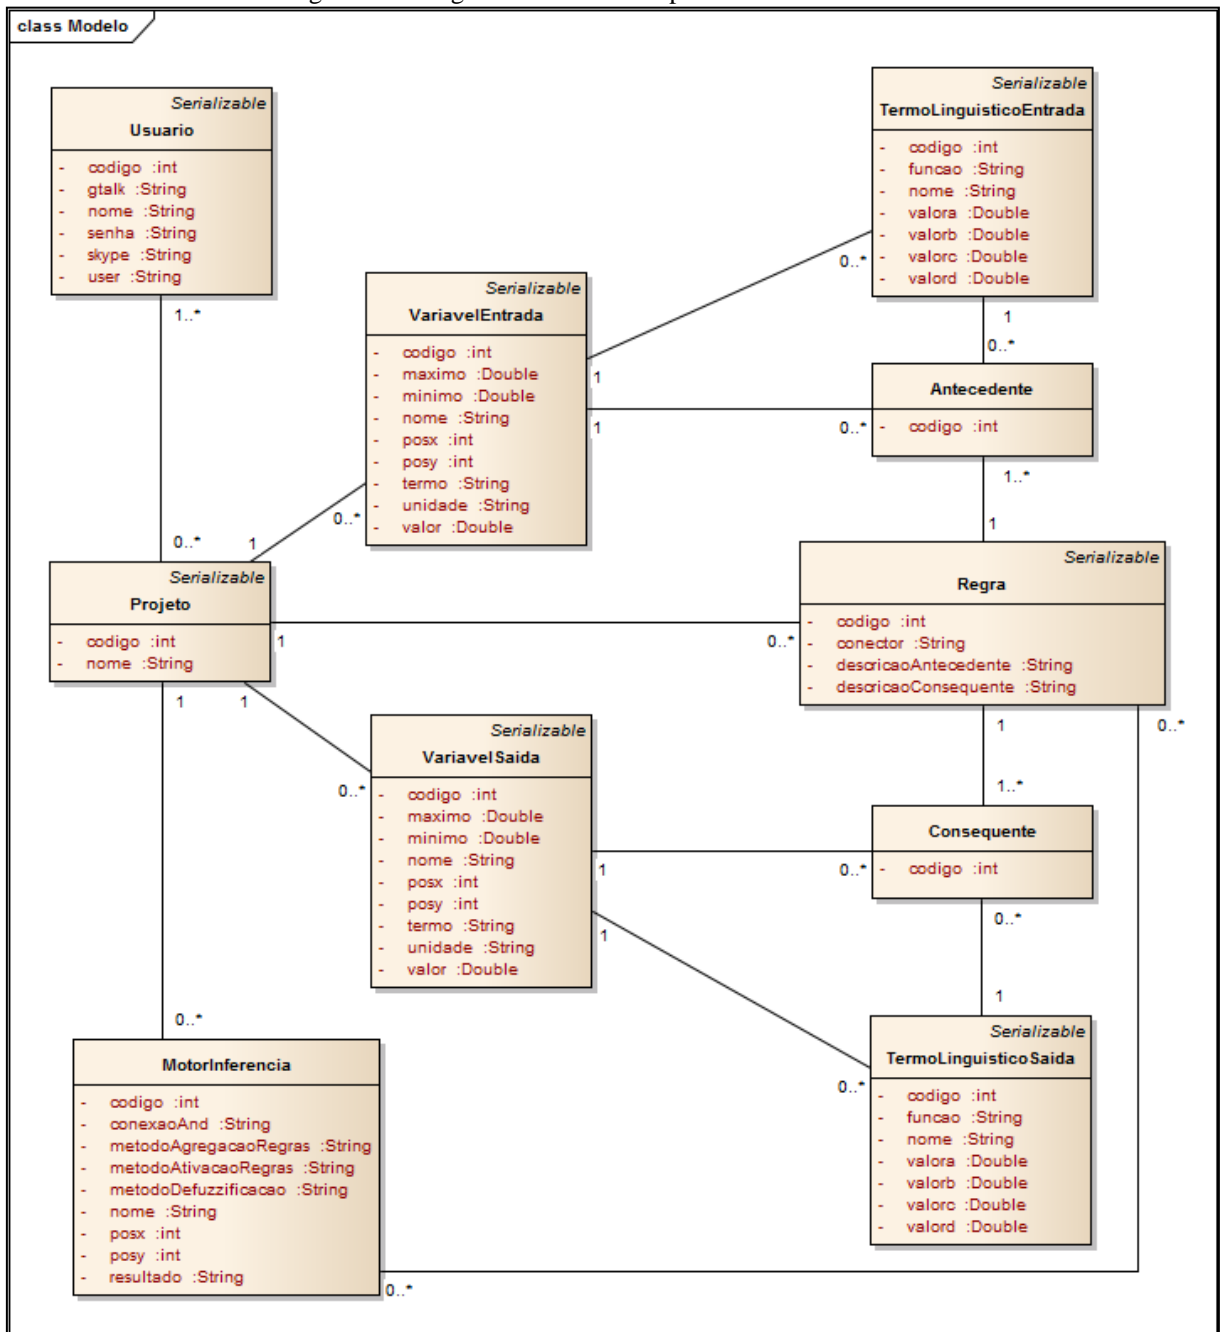 class Modelo
Serializable
Usuario
- codigo :int
- gtalk :String
- nome :String
- senha :String
- skype :String
- user :String
1..*
0..*
Serializable
TermoLinguisticoEntrada
- codigo :int
- funcao :String
- nome :String
- valora :Double
- valorb :Double
- valorc :Double
- valord :Double
0..*
1
0..*
Serializable
VariavelEntrada
- codigo :int
- maximo :Double
- minimo :Double
- nome :String
- posx :int
- posy :int
- termo :String
- unidade :String
- valor :Double
1
1
0..*
0..*
1
Antecedente
- codigo :int
1..*
1
Serializable
Projeto
- codigo :int
- nome :String
1
0..*
1
1
Serializable
Regra
- codigo :int
- conector :String
- descricaoAntecedente :String
- descricaoConsequente :String
1
0..*
1..*
Serializable
VariavelSaida
- codigo :int
- maximo :Double
- minimo :Double
- nome :String
- posx :int
- posy :int
- termo :String
- unidade :String
- valor :Double
0..*
1
0..*
1
Consequente
- codigo :int
0..*
1
0..*
MotorInferencia
- codigo :int
- conexaoAnd :String
- metodoAgregacaoRegras :String
- metodoAtivacaoRegras :String
- metodoDefuzzificacao :String
- nome :String
- posx :int
- posy :int
- resultado :String
0..*
Serializable
TermoLinguisticoSaida
- codigo :int
- funcao :String
- nome :String
- valora :Double
- valorb :Double
- valorc :Double
- valord :Double
0..*